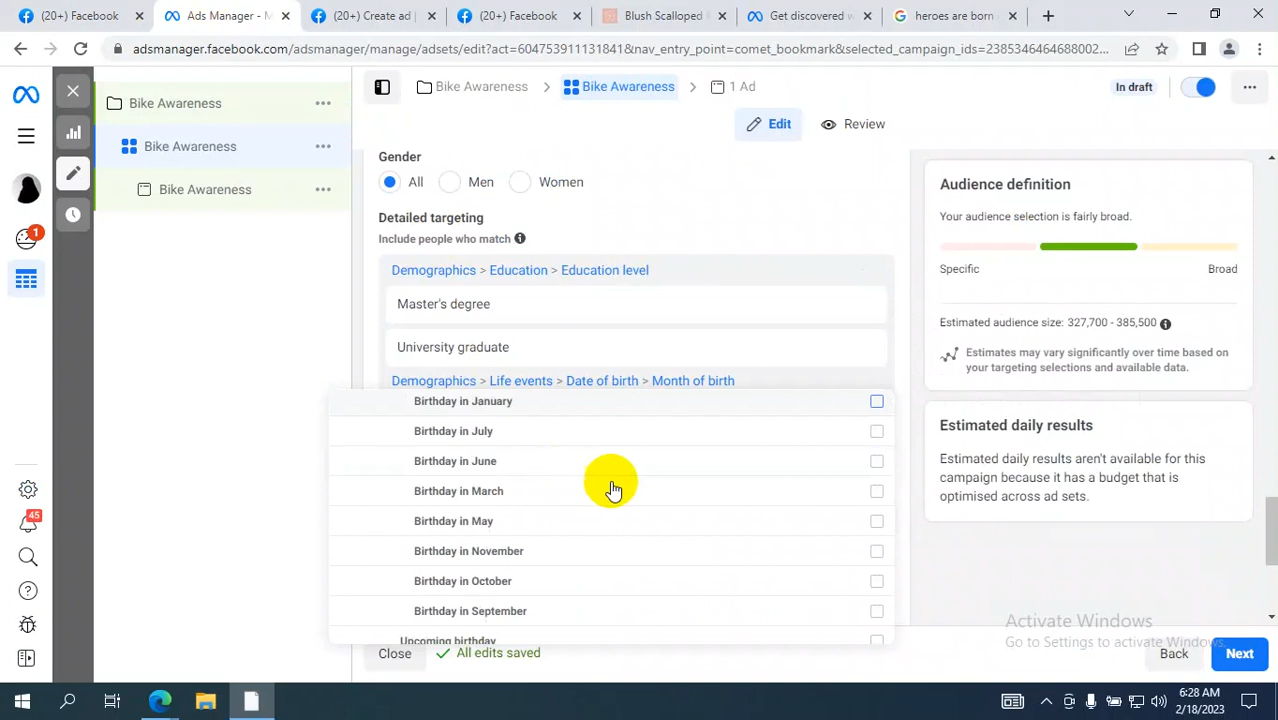 (20+) Facebook
Ads Manager - M
(20+) Create ad
(20+) Facebook
Blush Scalloped
Get discovered w
heroes are born
adsmanager.facebook.com/adsmanager/manage/adsets/edit?act=604753911131841&nav_entry_point=comet_bookmark&selected_campaign_ids=2385346464688002...
Bike Awareness
Bike Awareness
Bike Awareness
Bike Awareness > Bike Awareness > 1 Ad
In draft
Edit
Review
Gender
All Men Women
Detailed targeting
Include people who match
Demographics > Education > Education level
Master's degree
University graduate
Demographics > Life events > Date of birth > Month of birth
Birthday in January
Birthday in July
Birthday in June
Birthday in March
Birthday in May
Birthday in November
Birthday in October
Birthday in September
Upcoming birthday
Close
All edits saved
Audience definition
Your audience selection is fairly broad.
Specific Broad
Estimated audience size: 327,700 - 385,500
Estimates may vary significantly over time based on
your targeting selections and available data.
Estimated daily results
Estimated daily results aren't available for this
campaign because it has a budget that is
optimised across ad sets.
Activate Windows
Go to Settings to activate Windows.
Back
Next
1
45
6:28 AM
2/18/2023